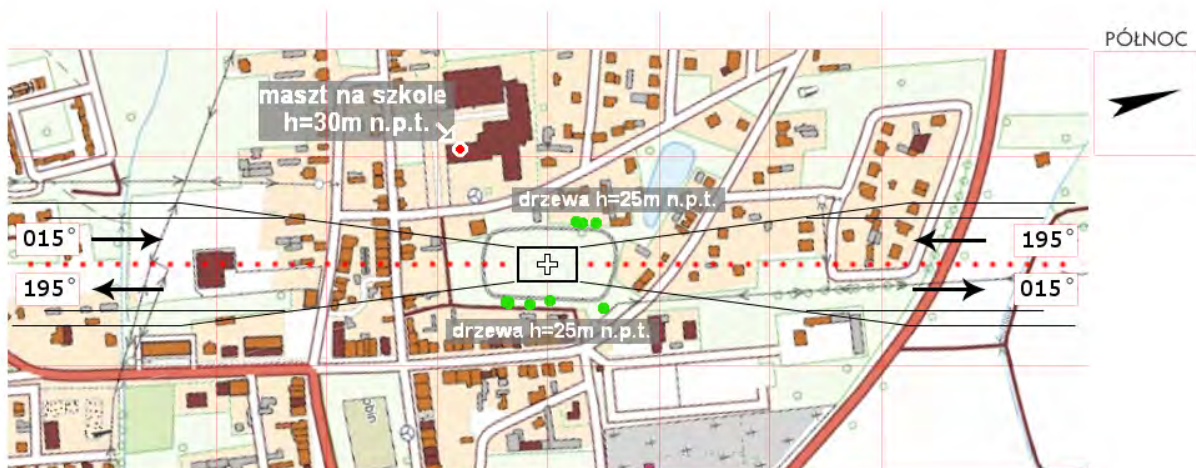 PÓŁNOC
maszt na szkole
h=30m n.p.t.
drzewa h=25m n.p.t.
015°
195°
195°
015°
drzewa h=25m n.p.t.